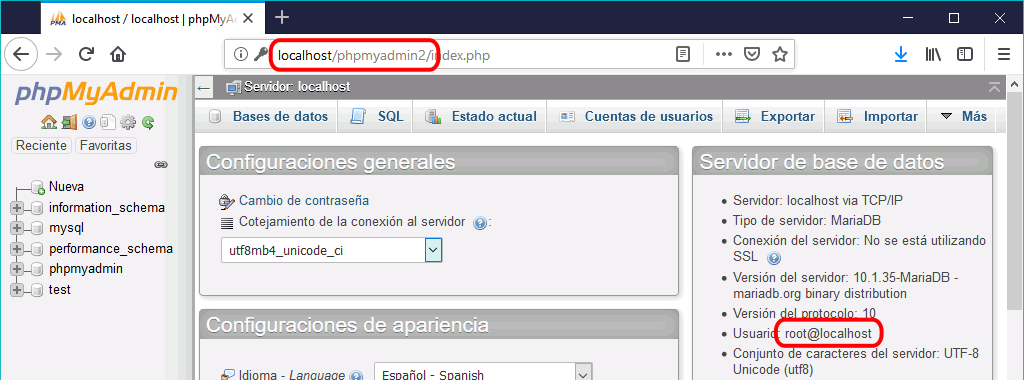 localhost / localhost | phpMyA
PMA
localhost/phpmyadmin2/index.php
phpMyAdmin
Reciente Favoritas
Nueva
information_schema
mysql
performance_schema
phpmyadmin
test
Servidor: localhost
Bases de datos SQL Estado actual Cuentas de usuarios Exportar Importar Más
Configuraciones generales
Cambio de contraseña
Cotejamiento de la conexión al servidor :
utf8mb4_unicode_ci
Configuraciones de apariencia
Idioma - Language
Español - Spanish
Servidor de base de datos
Servidor: localhost via TCP/IP
Tipo de servidor: MariaDB
Conexión del servidor: No se está utilizando
SSL
Versión del servidor: 10.1.35-MariaDB -
mariadb.org binary distribution
Versión del protocolo: 10
Usuario: root@localhost
Conjunto de caracteres del servidor: UTF-8
Unicode (utf8)